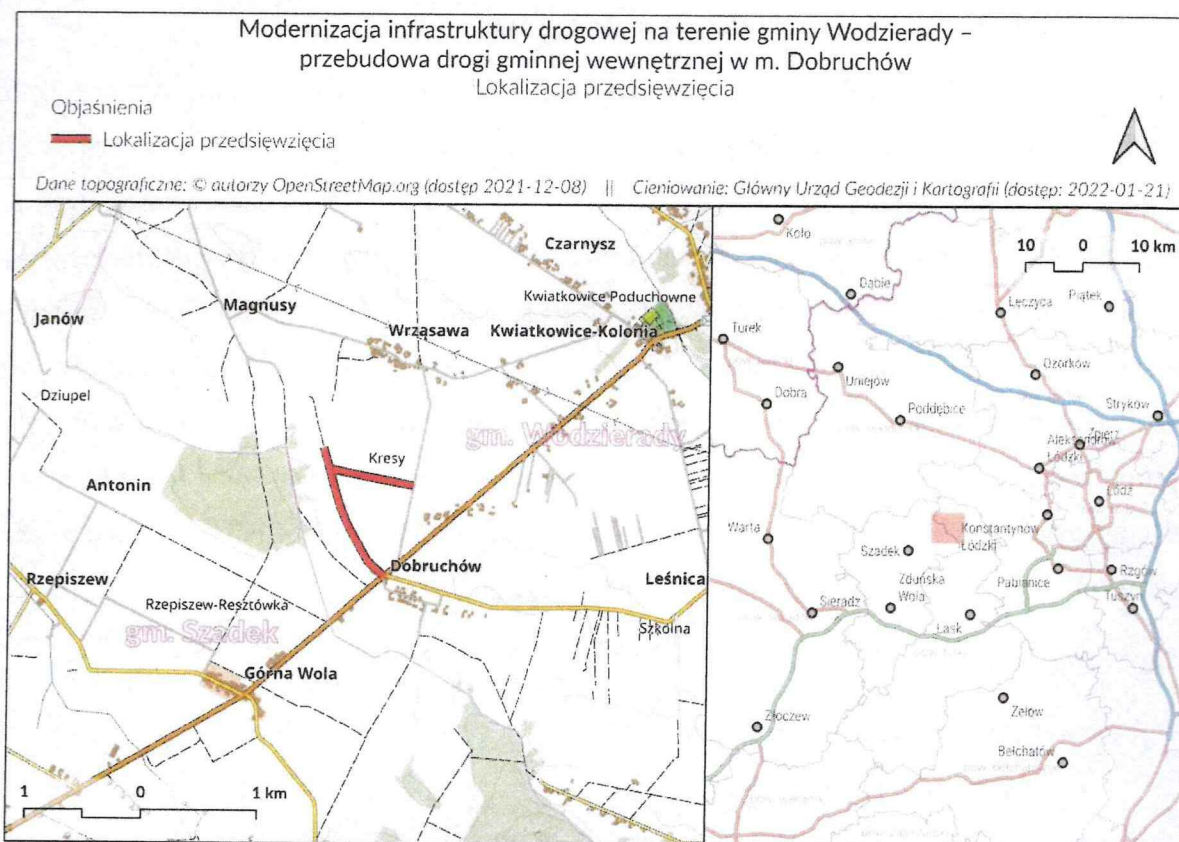 Modernizacja infrastruktury drogowej na terenie gminy Wodzierady –
przebudowa drogi gminnej wewnętrznej w m. Dobruchów
Lokalizacja przedsięwzięcia
Objaśnienia
Lokalizacja przedsięwzięcia
Dane topograficzne: © autorzy OpenStreetMap.org (dostęp 2021-12-08) || Cieniowanie: Główny Urząd Geodezji i Kartografii (dostęp: 2022-01-21)
Czarnysz
Kwiatkowice Poduchowne
Magnusy
Janów
Wrząsawa
Kwiatkowice-Kolonia
Dziupel
gm. Wodzierady
Kresy
Antonin
Dobruchów
Rzepiszew
Leśnica
Rzepiszew-Resztówka
gm. Szadek
Szkolna
Górna Wola
1 0 1 km
10 0 10 km
Koło
Dąbie
Łęczyca
Piątek
Turek
Uniejów
Ozorków
Dobra
Poddębice
Stryków
Zgierz
Aleksandrów
Łódzki
Łódź
Warta
Konstantynów
Łódzki
Szadek
Pabianice
Rzgów
Zduńska
Wola
Tuszyn
Sieradz
Łask
Zelów
Złoczew
Bełchatów